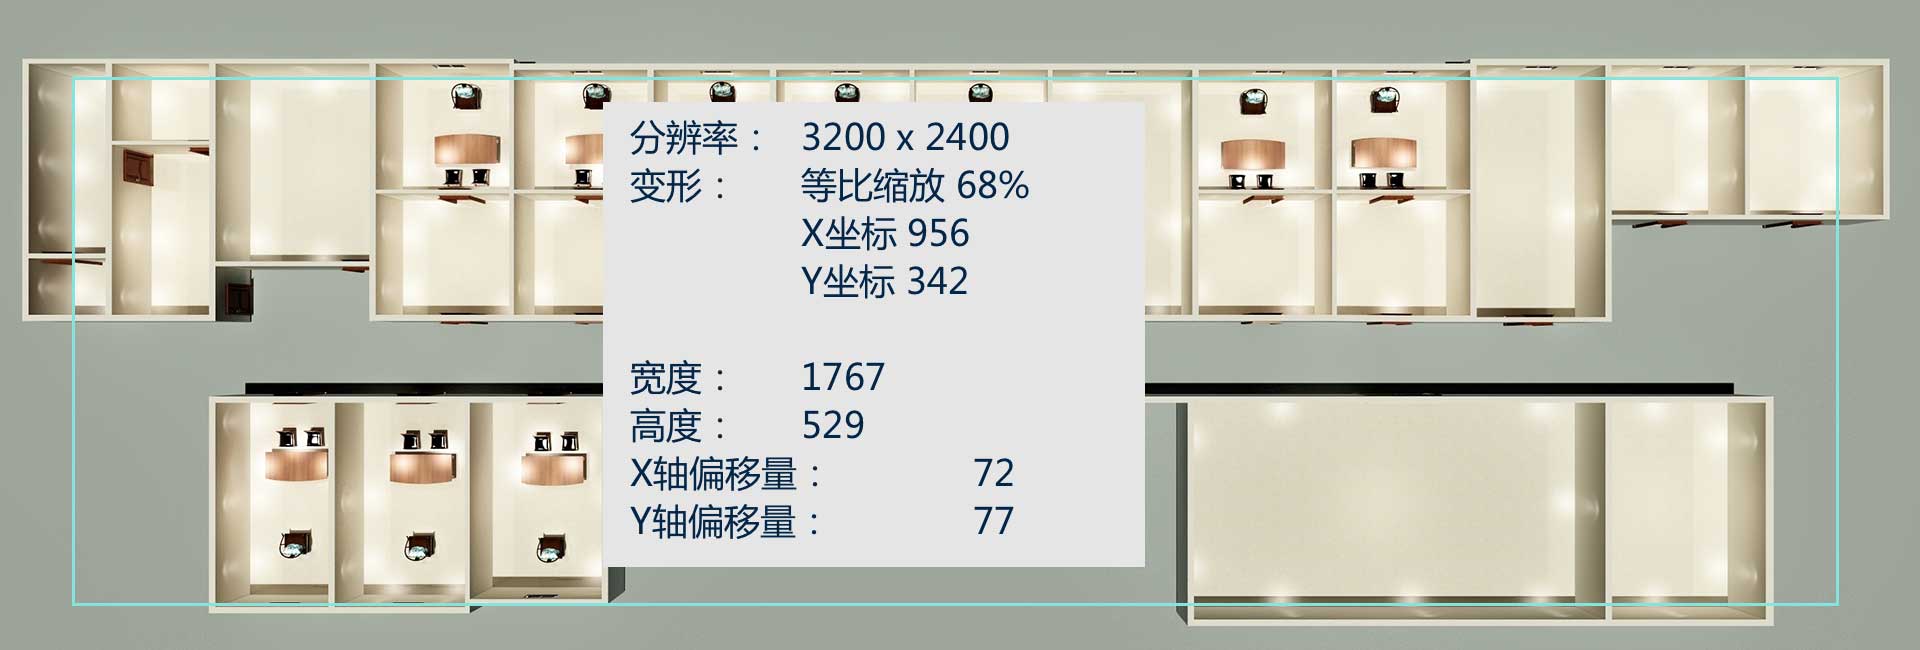 分辨率： 3200 x 2400
变形： 等比缩放 68%
X坐标 956
Y坐标 342
宽度： 1767
高度： 529
X轴偏移量： 72
Y轴偏移量： 77